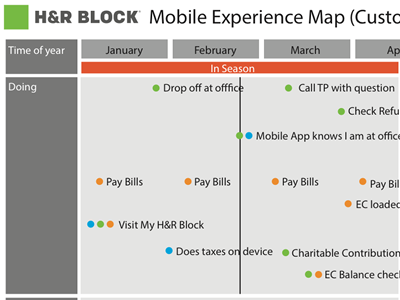 H&R BLOCK Mobile Experience Map (Custo
Time of year January February March Ap
In Season
Doing
Drop off at offfice Call TP with question
Check Refu
Mobile App knows I am at office
Pay Bills Pay Bills Pay Bills Pay Bil
EC loaded
Visit My H&R Block
Does taxes on device Charitable Contribution
EC Balance check